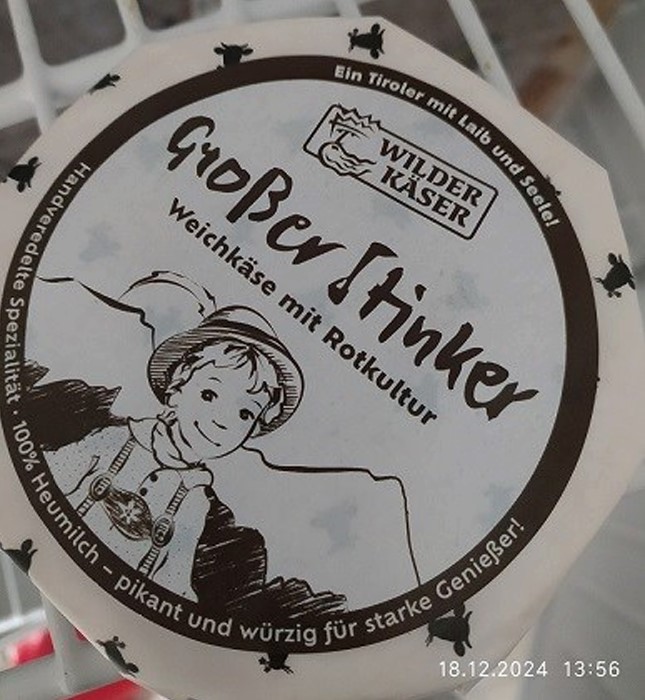 Ein Tiroler mit Laib und Seele!
WILDER
KÄSER
Großer Stinker
Weichkäse mit Rotkultur
Handveredelte Spezialität · 100% Heumilch – pikant und würzig für starke Genießer!
18.12.2024 13:56